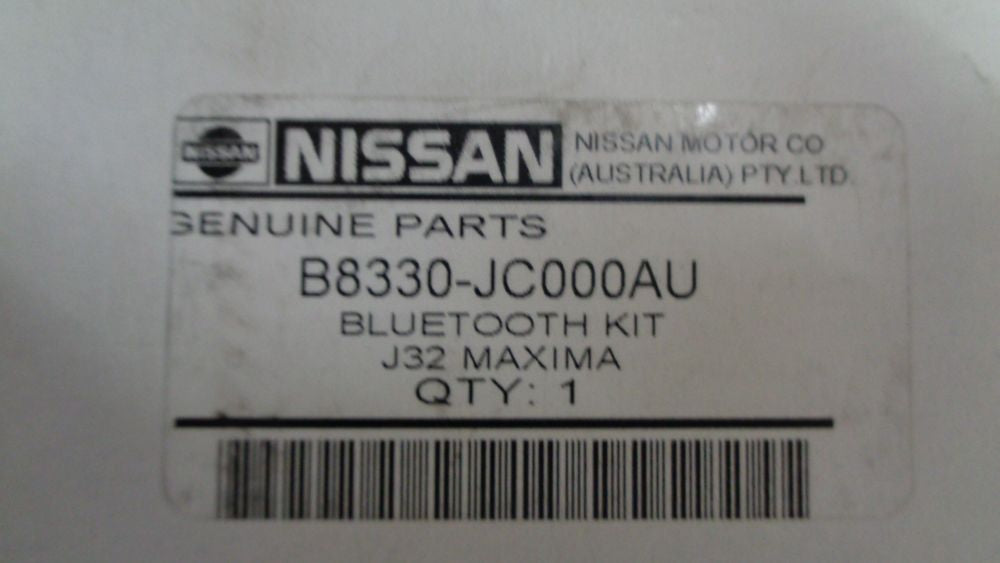 NISSAN NISSAN NISSAN MOTOR CO
(AUSTRALIA) PTY.LTD.
GENUINE PARTS
B8330-JC000AU
BLUETOOTH KIT
J32 MAXIMA
QTY: 1